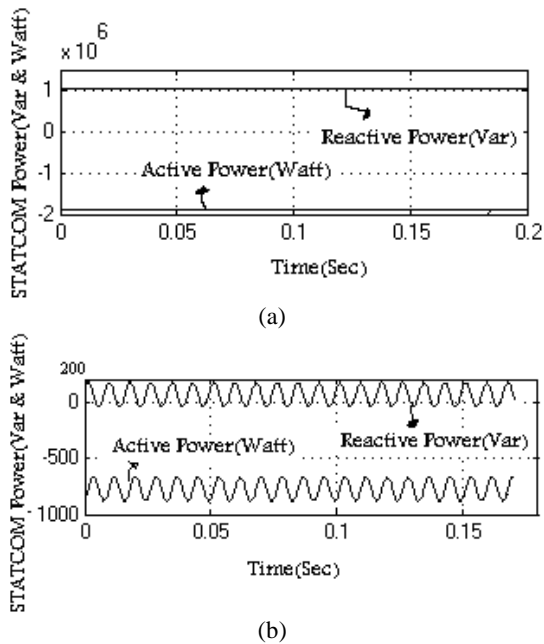 x 10 6
STATCOM Power(Var & Watt)
1
0
-1
-2
Reactive Power(Var)
Active Power(Watt)
0
0.05
0.1
0.15
0.2
Time(Sec)
(a)
STATCOM Power(Var & Watt)
200
0
-500
-1000
Active Power(Watt)
Reactive Power(Var)
0
0.05
0.1
0.15
Time(Sec)
(b)